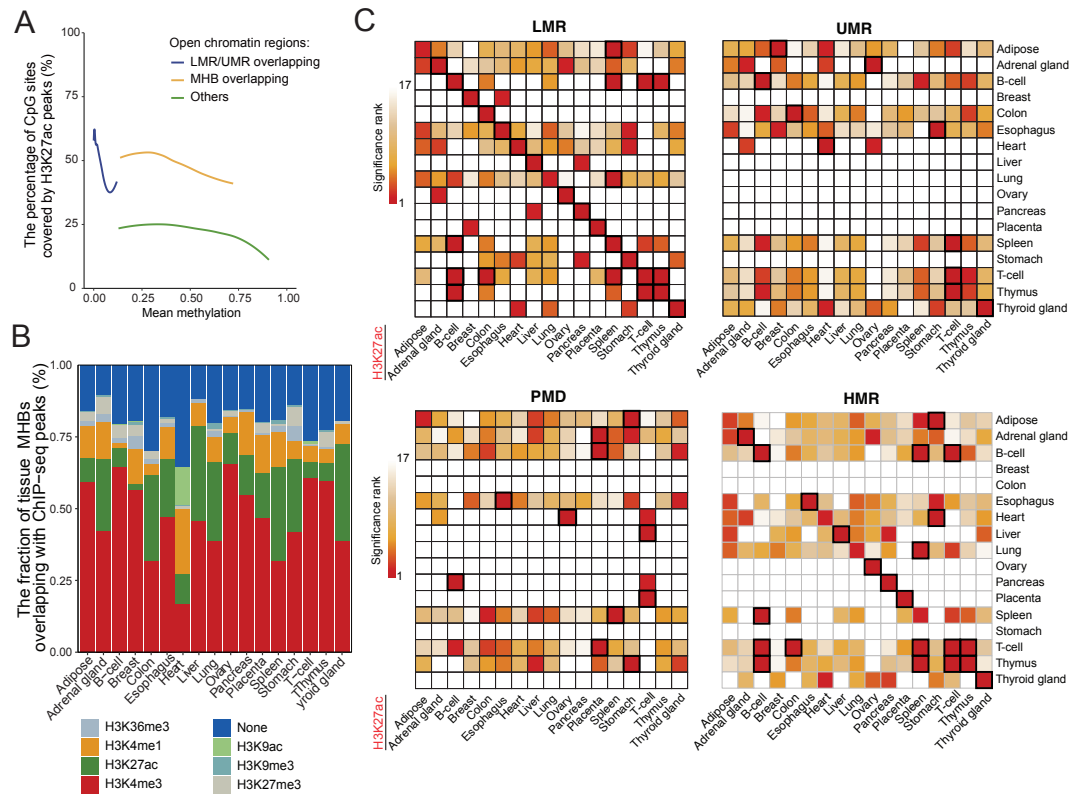 A
The percentage of CpG sites
covered by H3K27ac peaks (%)
100
75
50
25
0
0.00 0.25 0.50 0.75 1.00
Mean methylation
Open chromatin regions:
LMR/UMR overlapping
MHB overlapping
Others
B
The fraction of tissue MHBs
overlapping with ChIP-seq peaks (%)
1.00
0.75
0.50
0.25
0.00
Adipose
Adrenal gland
B-cell
Breast
Colon
Esophagus
Heart
Liver
Lung
Ovary
Pancreas
Placenta
Spleen
Stomach
T-cell
Thymus
yroid gland
H3K36me3
H3K4me1
H3K27ac
H3K4me3
None
H3K9ac
H3K9me3
H3K27me3
C
LMR
17
Significance rank
1
H3K27ac
Adipose
Adrenal gland
B-cell
Breast
Colon
Esophagus
Heart
Liver
Lung
Ovary
Pancreas
Placenta
Spleen
Stomach
T-cell
Thymus
Thyroid gland
UMR
Adipose
Adrenal gland
B-cell
Breast
Colon
Esophagus
Heart
Liver
Lung
Ovary
Pancreas
Placenta
Spleen
Stomach
T-cell
Thymus
Thyroid gland
Adipose
Adrenal gland
B-cell
Breast
Colon
Esophagus
Heart
Liver
Lung
Ovary
Pancreas
Placenta
Spleen
Stomach
T-cell
Thymus
Thyroid gland
PMD
17
Significance rank
1
H3K27ac
Adipose
Adrenal gland
B-cell
Breast
Colon
Esophagus
Heart
Liver
Lung
Ovary
Pancreas
Placenta
Spleen
Stomach
T-cell
Thymus
Thyroid gland
HMR
Adipose
Adrenal gland
B-cell
Breast
Colon
Esophagus
Heart
Liver
Lung
Ovary
Pancreas
Placenta
Spleen
Stomach
T-cell
Thymus
Thyroid gland
Adipose
Adrenal gland
B-cell
Breast
Colon
Esophagus
Heart
Liver
Lung
Ovary
Pancreas
Placenta
Spleen
Stomach
T-cell
Thymus
Thyroid gland